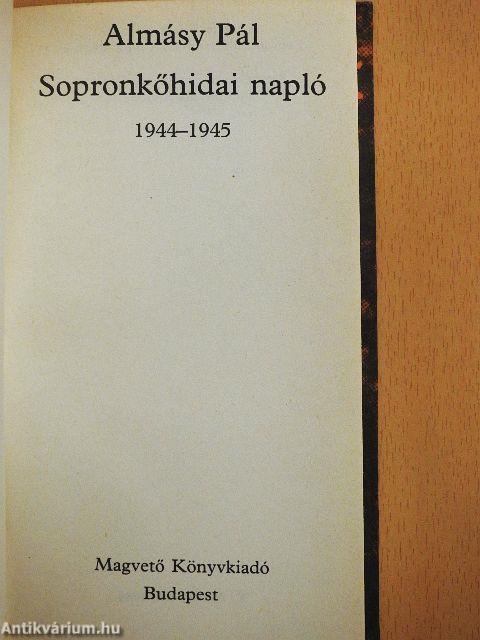 Almásy Pál
Sopronkőhidai napló
1944–1945
Magvető Könyvkiadó
Budapest
Antikvárium.hu